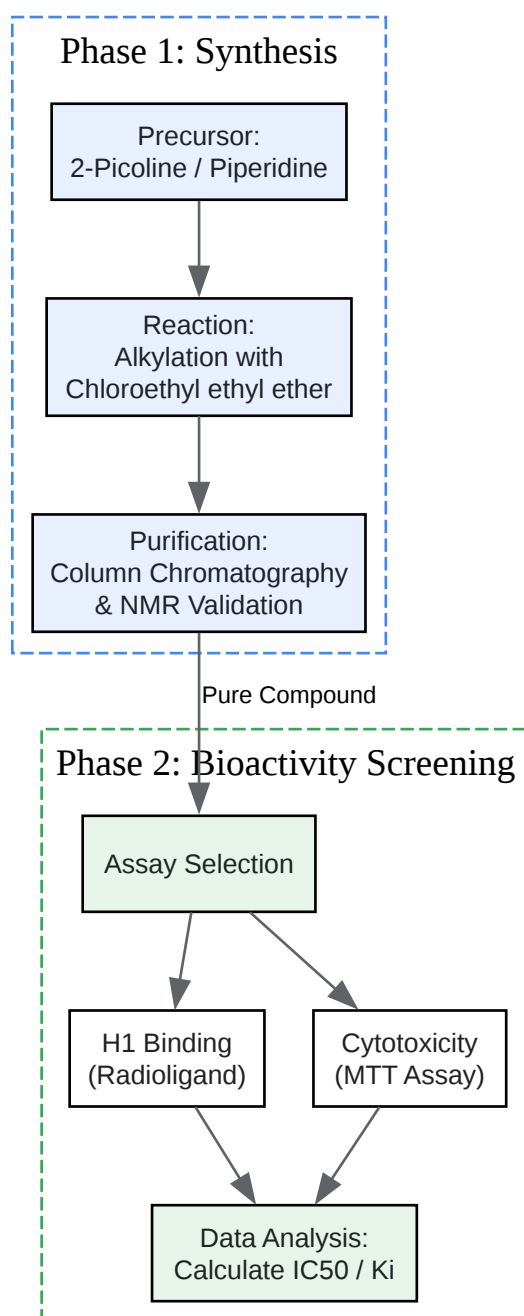 Phase 1: Synthesis
Precursor:
2-Picoline / Piperidine
Reaction:
Alkylation with
Chloroethyl ethyl ether
Purification:
Column Chromatography
& NMR Validation
Pure Compound
Phase 2: Bioactivity Screening
Assay Selection
H1 Binding
(Radioligand)
Cytotoxicity
(MTT Assay)
Data Analysis:
Calculate IC50 / Ki